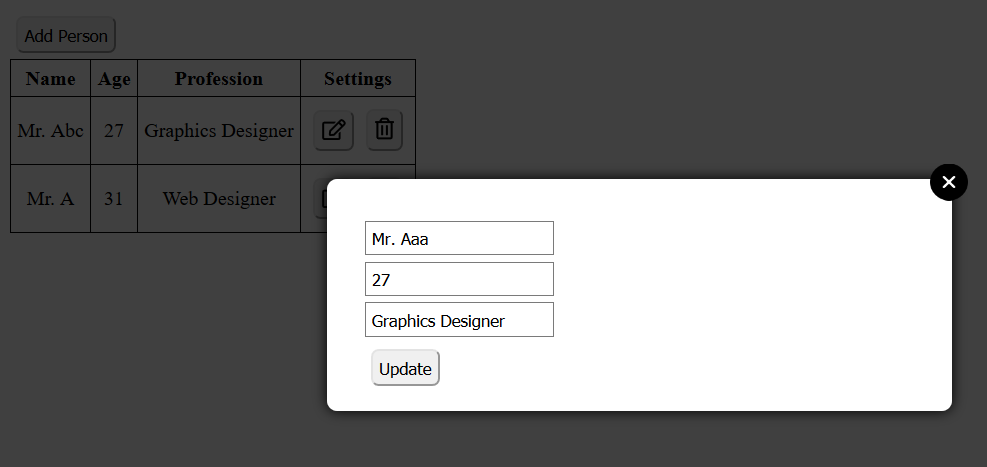 Add Person
Name Age Profession Settings
Mr. Abc 27 Graphics Designer
Mr. A 31 Web Designer
Mr. Aaa
27
Graphics Designer
Update